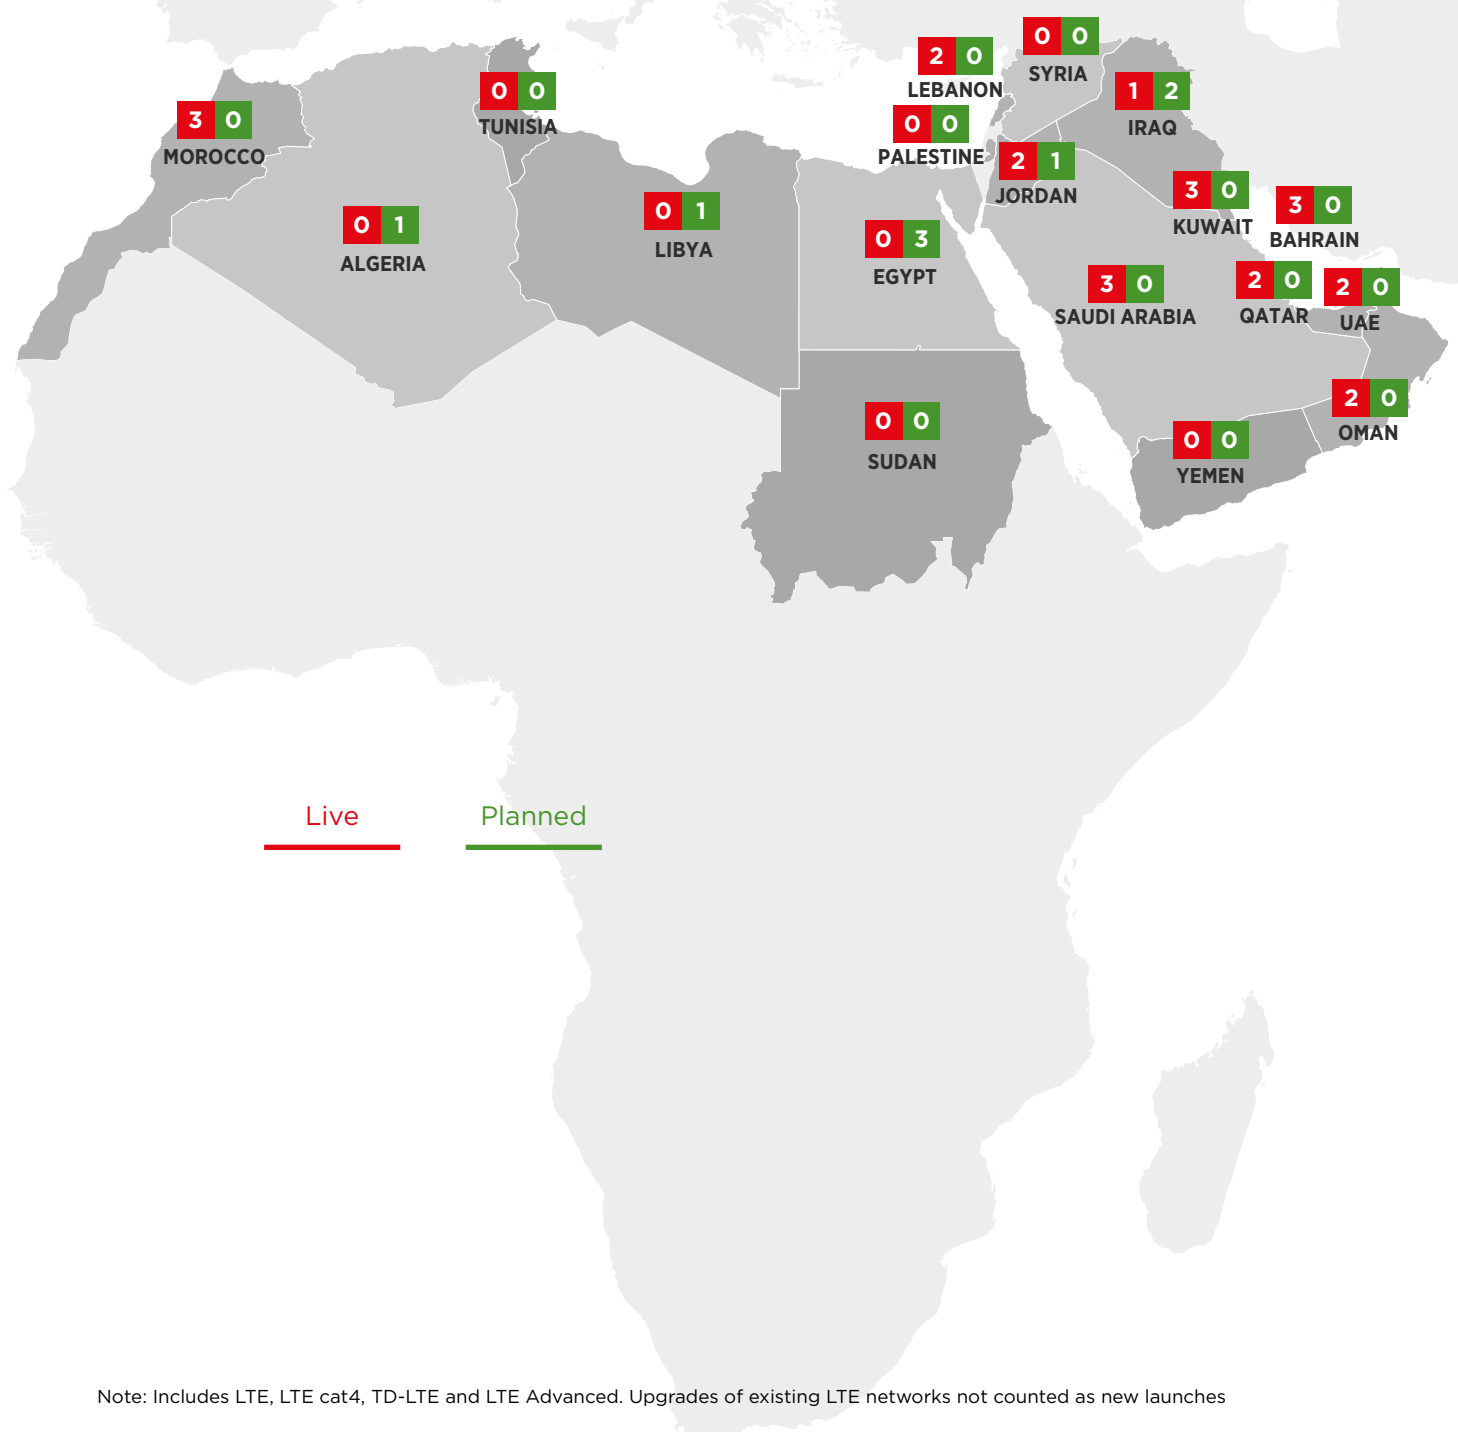 0 0
SYRIA
2 0
LEBANON
1 2
IRAQ
0 0
TUNISIA
3 0
MOROCCO
0 0
PALESTINE
2 1
JORDAN
3 0
KUWAIT
3 0
BAHRAIN
0 1
ALGERIA
0 1
LIBYA
0 3
EGYPT
3 0
SAUDI ARABIA
2 0
QATAR
2 0
UAE
2 0
OMAN
0 0
SUDAN
0 0
YEMEN
Live
Planned
Note: Includes LTE, LTE cat4, TD-LTE and LTE Advanced. Upgrades of existing LTE networks not counted as new launches